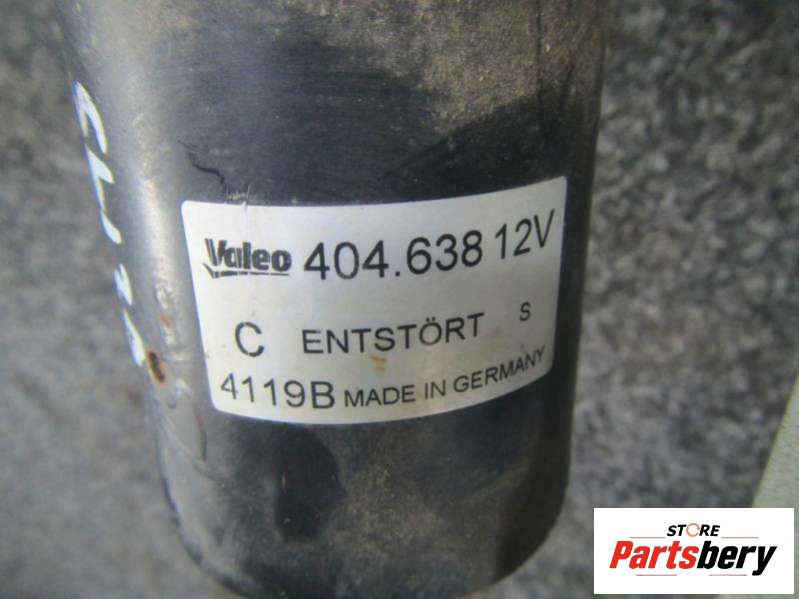 Valeo 404.638 12V
C ENTSTÖRT S
4119B MADE IN GERMANY
STORE
Partsbery